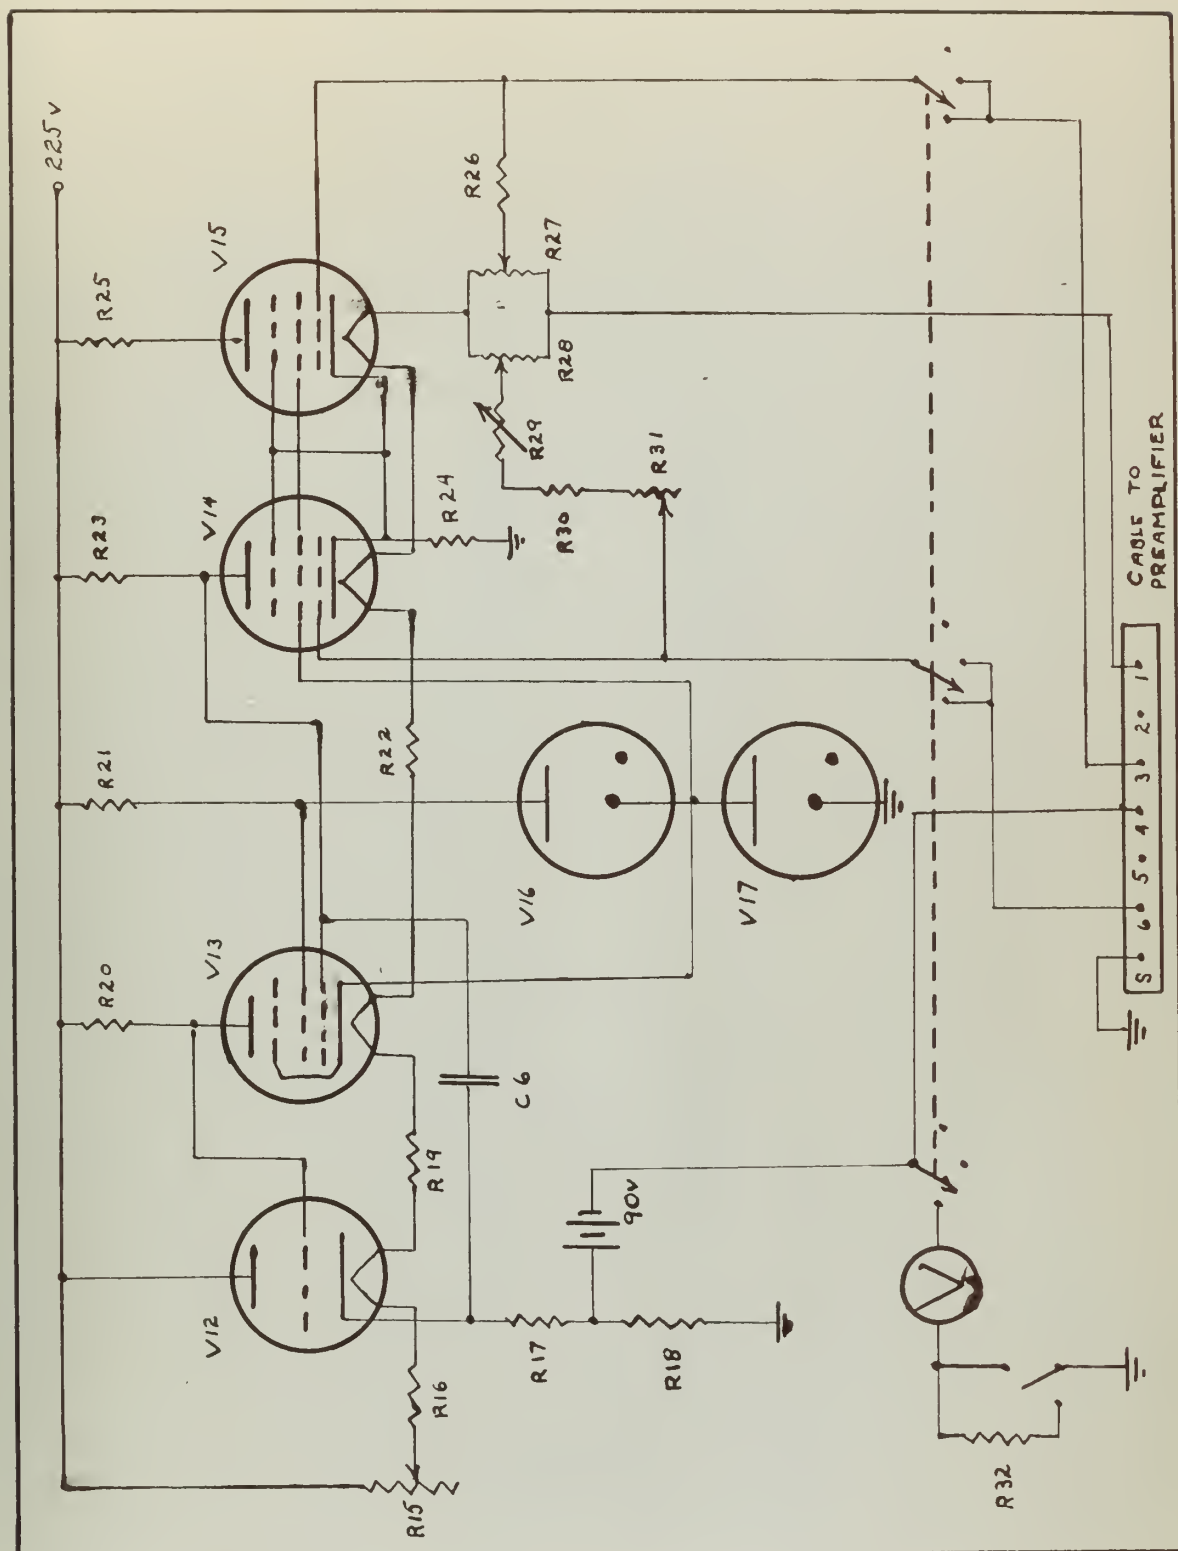 225V
R20
R21
R23
R25
V12
V13
V14
V15
R22
R15
R16
R19
R24
R26
C6
V16
R29
R17
R27
R28
R30
90V
R31
R18
V17
V
R32
CABLE TO
PREAMPLIFIER
S 6 5 4 3 2 1